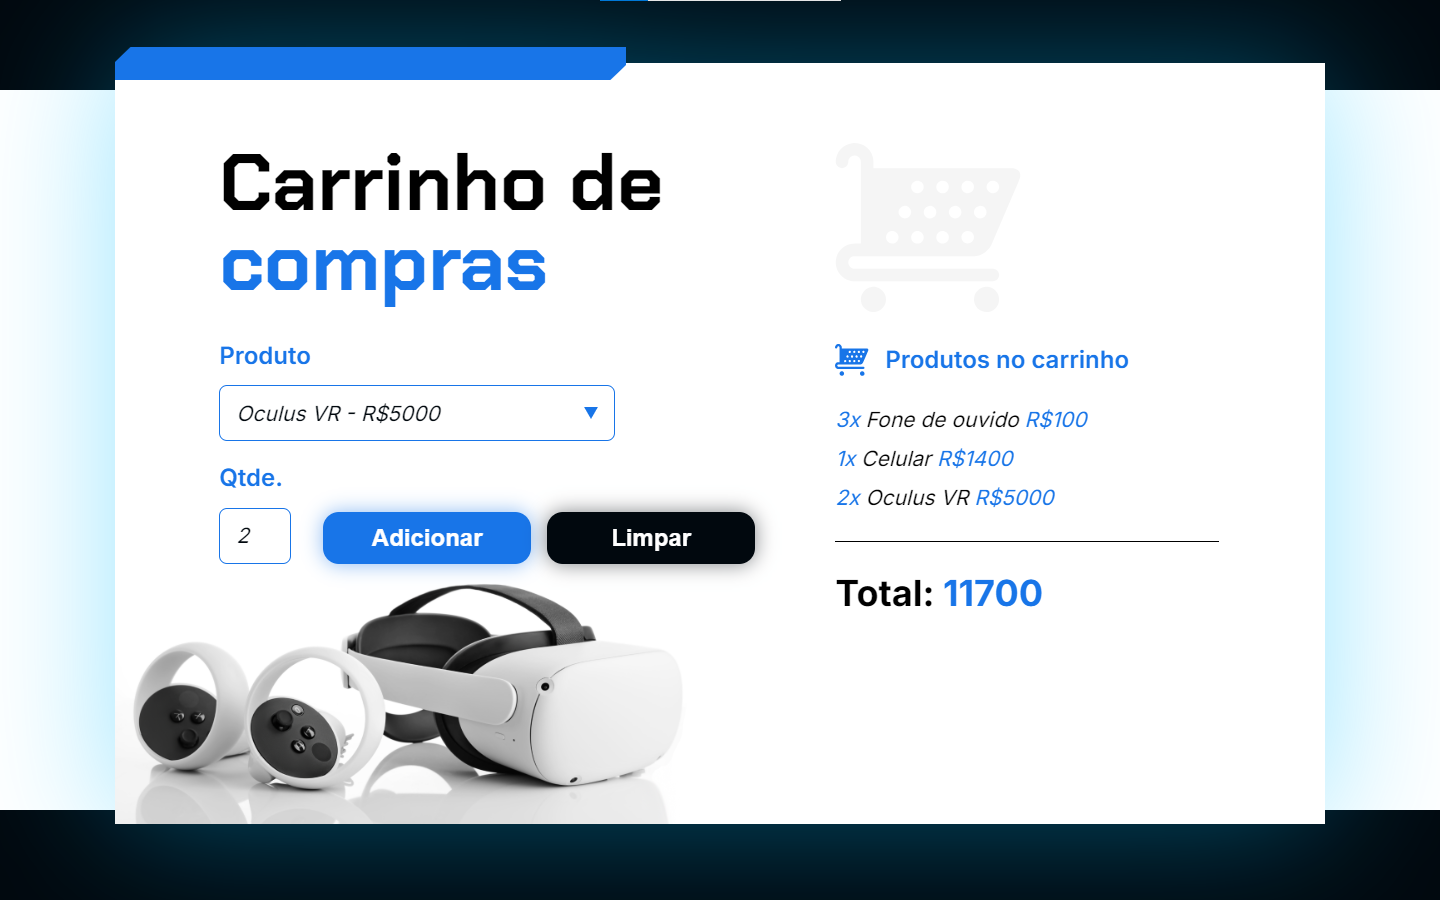 Carrinho de
compras
Produto
Oculus VR - R$5000
Qtde.
2
Adicionar
Limpar
Produtos no carrinho
3x Fone de ouvido R$100
1x Celular R$1400
2x Oculus VR R$5000
Total: 11700